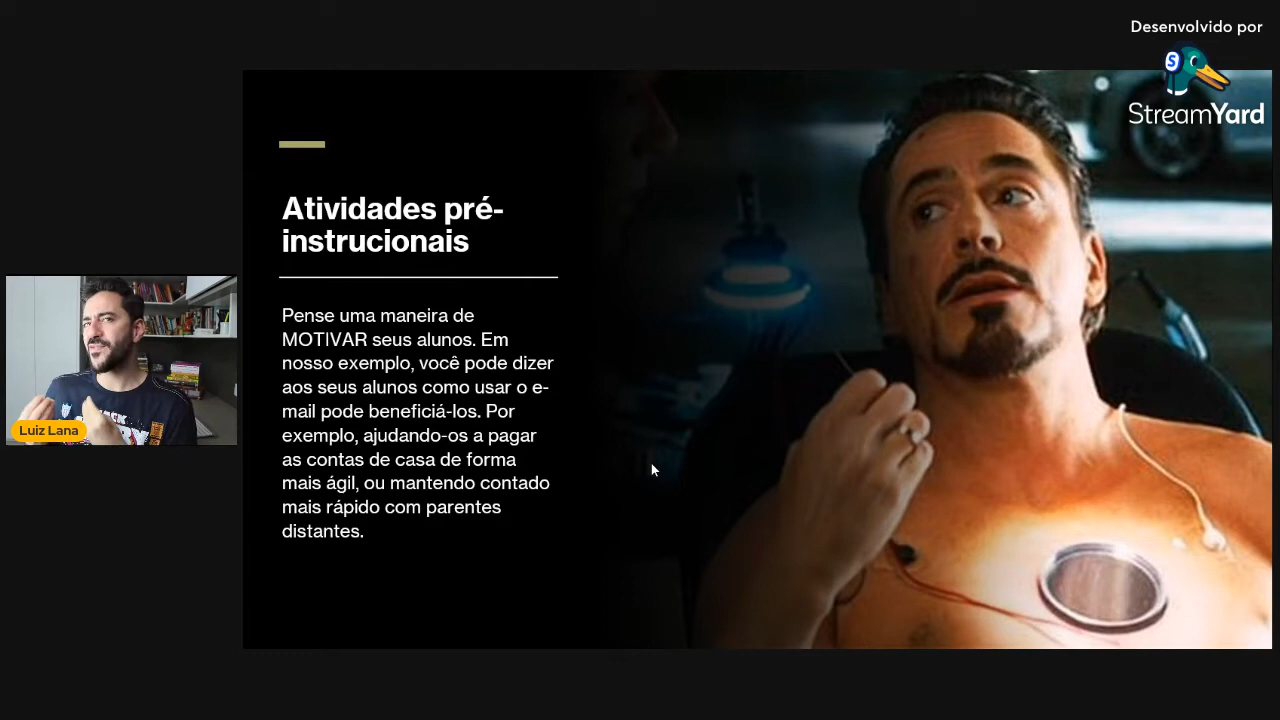 Desenvolvido por
StreamYard
Atividades pré-
instrucionais
Pense uma maneira de
MOTIVAR seus alunos. Em
nosso exemplo, você pode dizer
aos seus alunos como usar o e-
mail pode beneficiá-los. Por
exemplo, ajudando-os a pagar
as contas de casa de forma
mais ágil, ou mantendo contado
mais rápido com parentes
distantes.
Luiz Lana